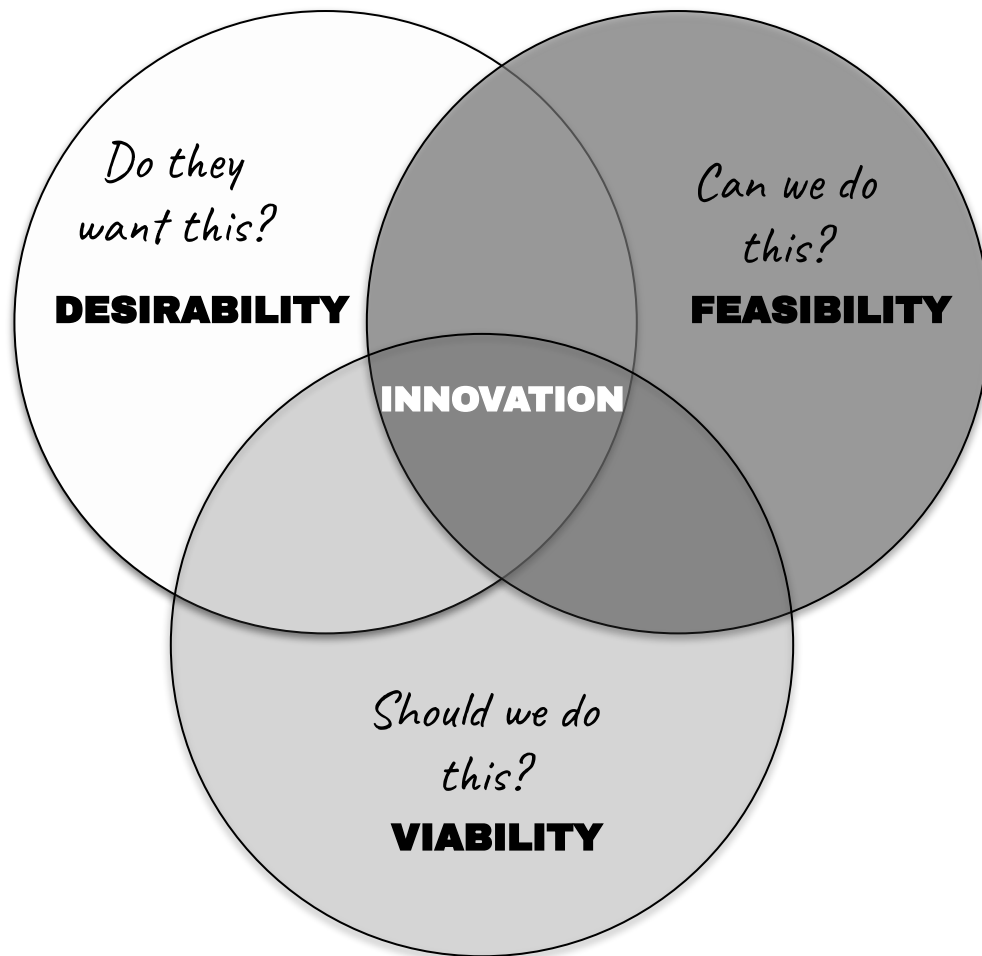 Do they
want this?
DESIRABILITY
Can we do
this?
FEASIBILITY
INNOVATION
Should we do
this?
VIABILITY